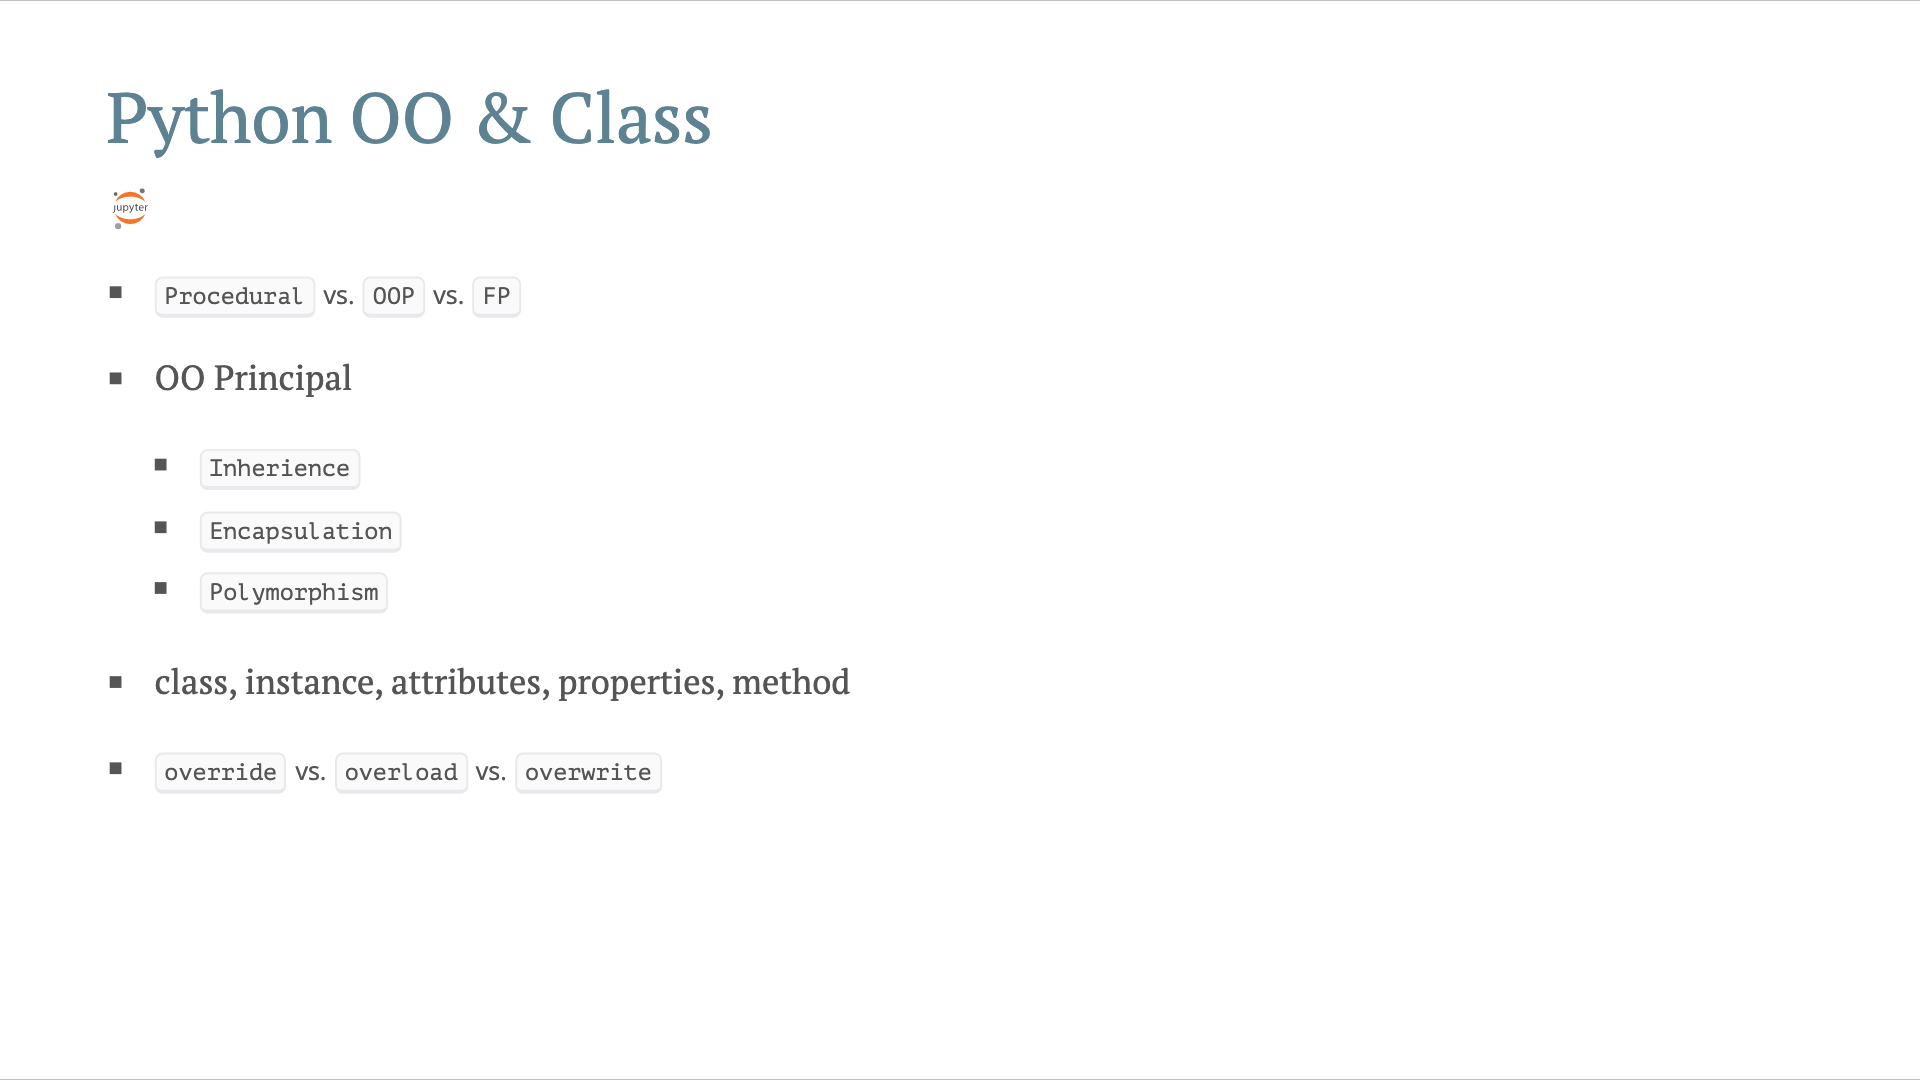 Python OO & Class
jupyter
Procedural vs. OOP vs. FP
OO Principal
Inherience
Encapsulation
Polymorphism
class, instance, attributes, properties, method
override vs. overload vs. overwrite